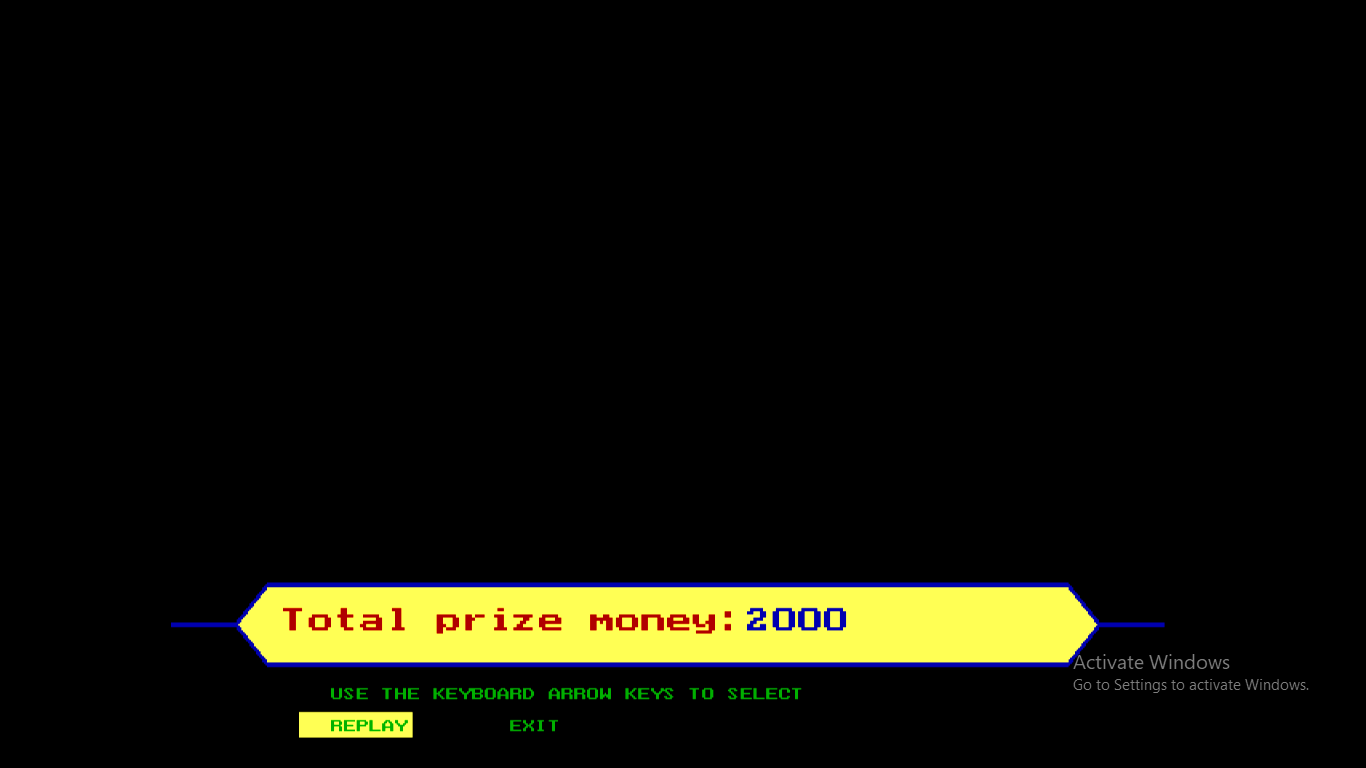 Total prize money:2000
Activate Windows
Go to Settings to activate Windows.
USE THE KEYBOARD ARROW KEYS TO SELECT
REPLAY EXIT